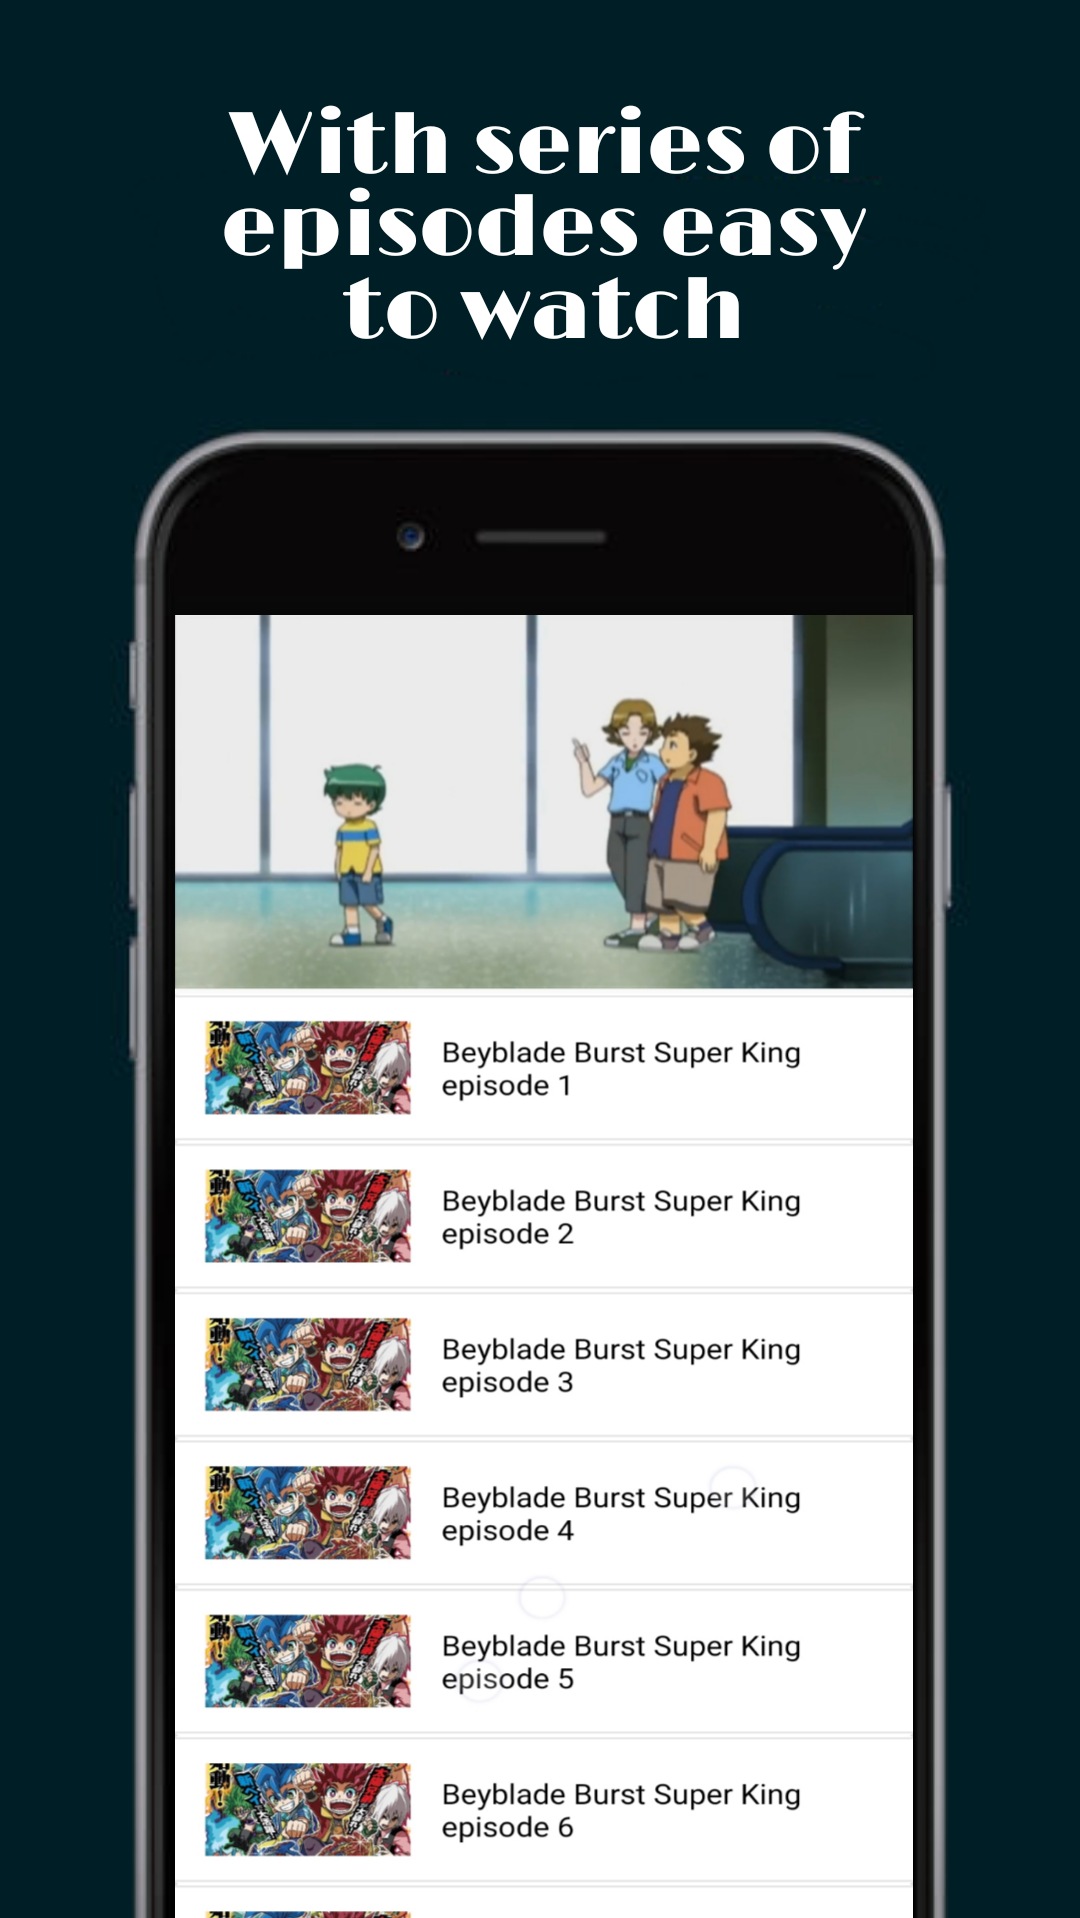 With series of
episodes easy
to watch
Beyblade Burst Super King
episode 1
Beyblade Burst Super King
episode 2
Beyblade Burst Super King
episode 3
Beyblade Burst Super King
episode 4
Beyblade Burst Super King
episode 5
Beyblade Burst Super King
episode 6